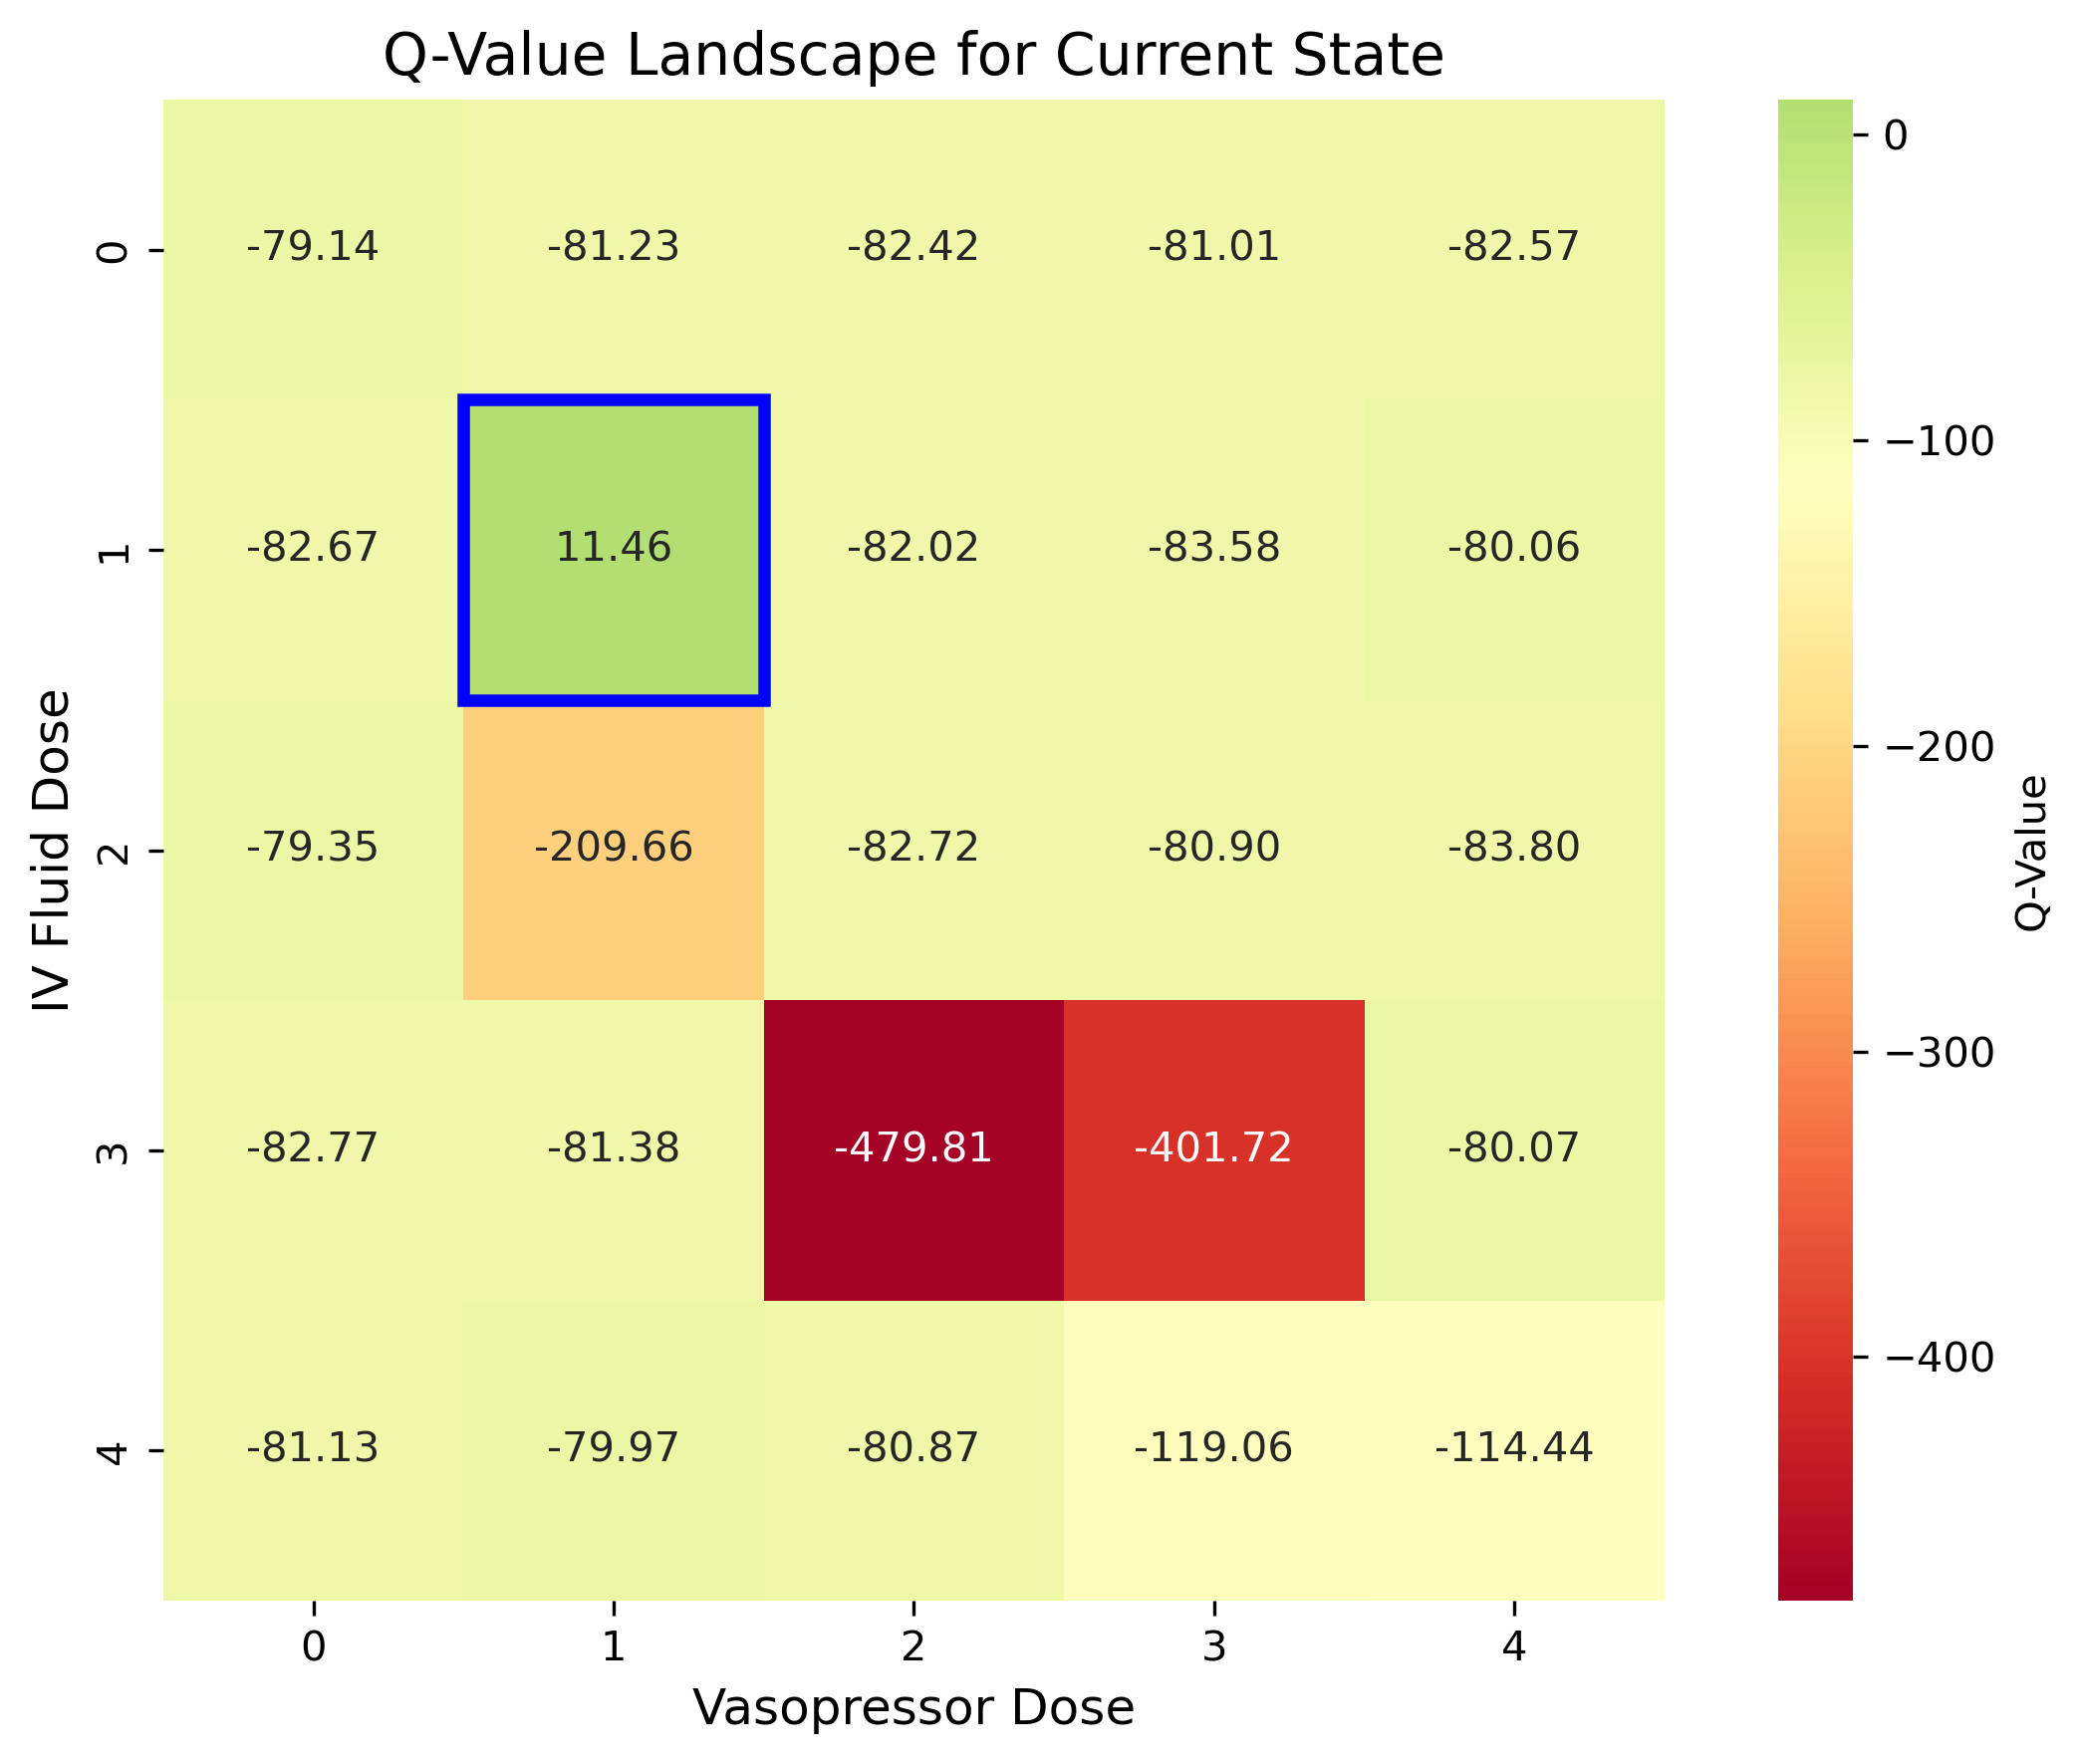 Q-Value Landscape for Current State
IV Fluid Dose
0 -79.14 -81.23 -82.42 -81.01 -82.57
1 -82.67 11.46 -82.02 -83.58 -80.06
2 -79.35 -209.66 -82.72 -80.90 -83.80
3 -82.77 -81.38 -479.81 -401.72 -80.07
4 -81.13 -79.97 -80.87 -119.06 -114.44
0 1 2 3 4
Vasopressor Dose
0
−100
−200
−300
−400
Q-Value